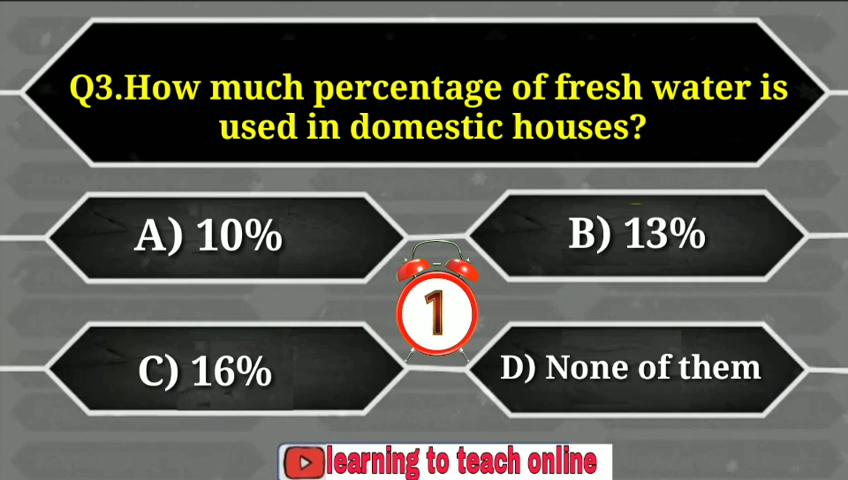 Q3.How much percentage of fresh water is
used in domestic houses?
A) 10%
B) 13%
1
C) 16%
D) None of them
learning to teach online